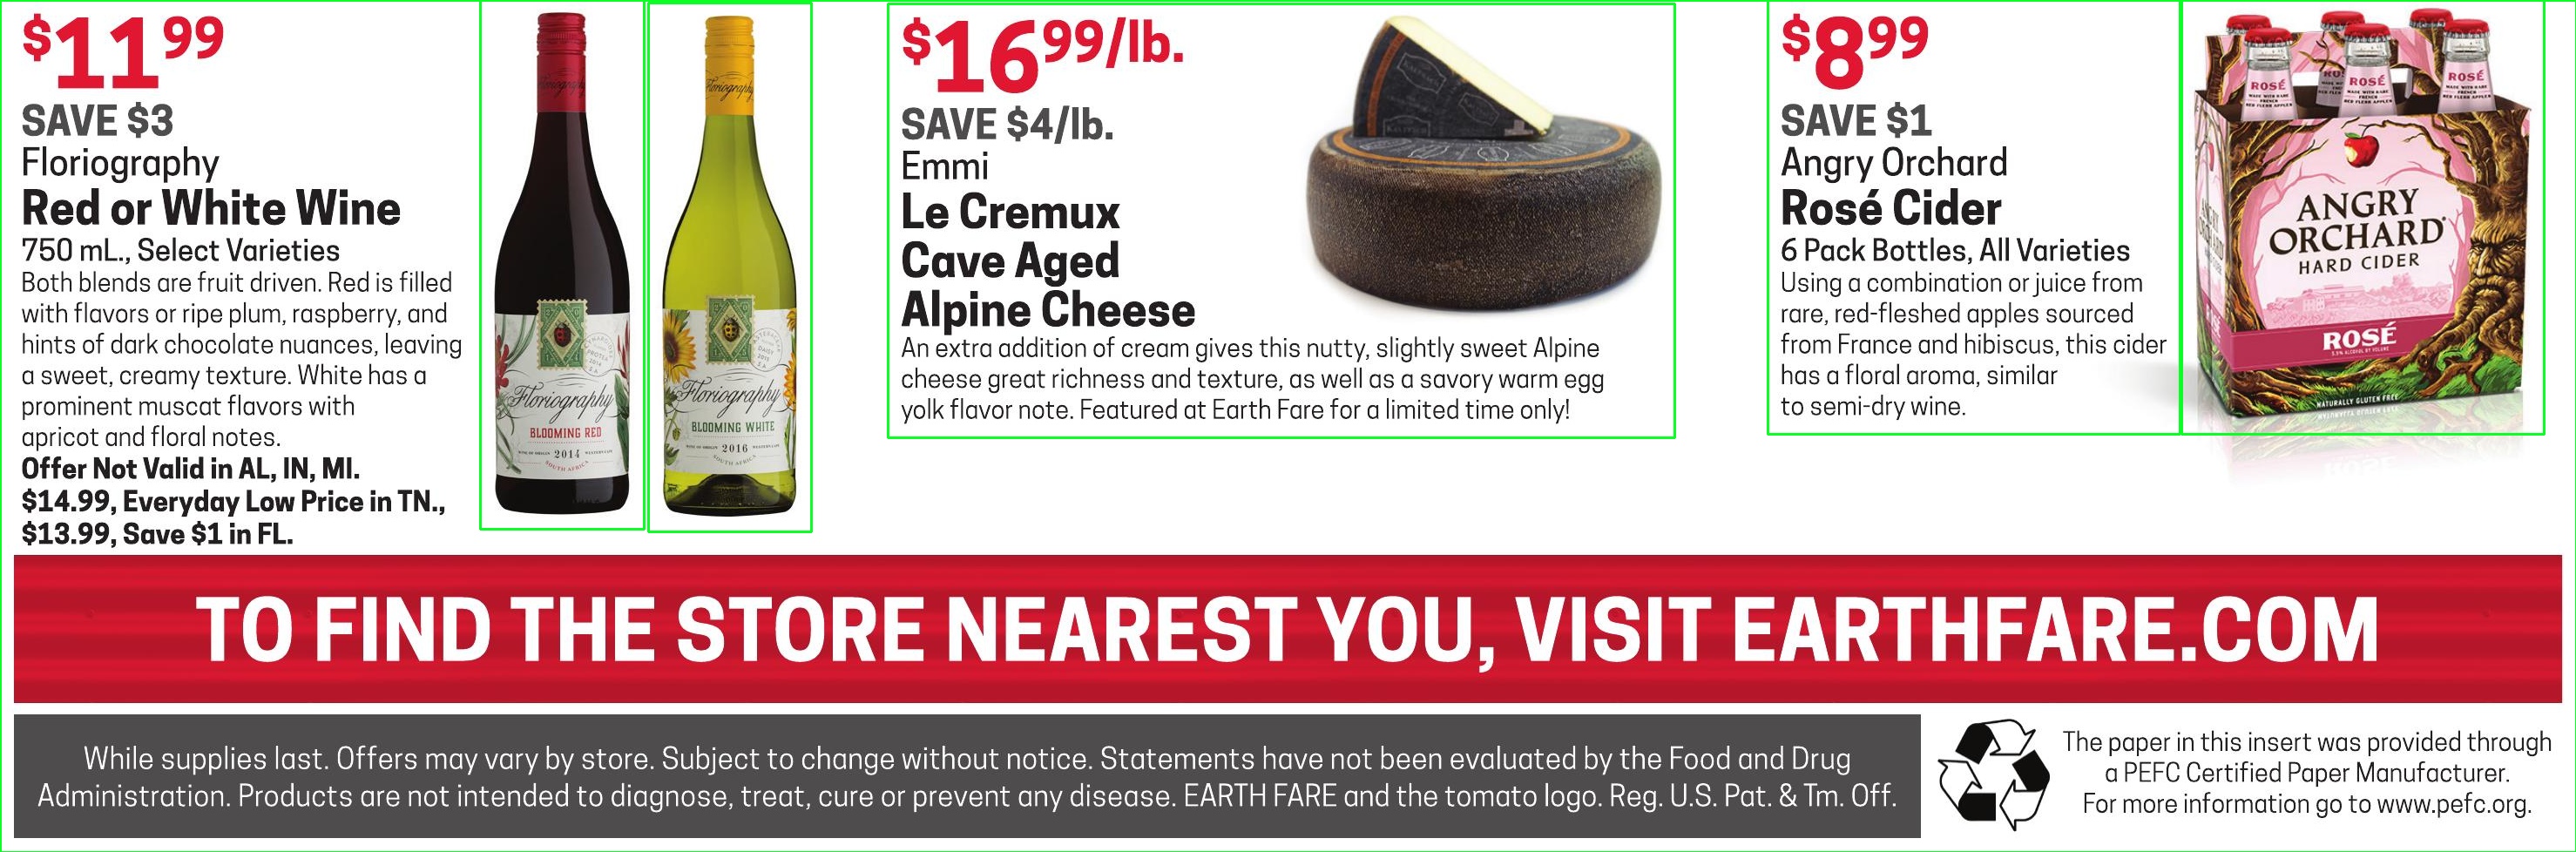 $11 99
SAVE $3
Floriography
Red or White Wine
750 mL., Select Varieties
Both blends are fruit driven. Red is filled
with flavors or ripe plum, raspberry, and
hints of dark chocolate nuances, leaving
a sweet, creamy texture. White has a
prominent muscat flavors with
apricot and floral notes.
Offer Not Valid in AL, IN, MI.
$14.99, Everyday Low Price in TN.,
$13.99, Save $1 in FL.
Floriography
BLOOMING RED
2014
SOUTH AFRICA
Floriography
BLOOMING WHITE
2016
SOUTH AFRICA
$16 99/lb.
SAVE $4/lb.
Emmi
Le Cremux
Cave Aged
Alpine Cheese
An extra addition of cream gives this nutty, slightly sweet Alpine
cheese great richness and texture, as well as a savory warm egg
yolk flavor note. Featured at Earth Fare for a limited time only!
$8 99
SAVE $1
Angry Orchard
Rosé Cider
6 Pack Bottles, All Varieties
Using a combination or juice from
rare, red-fleshed apples sourced
from France and hibiscus, this cider
has a floral aroma, similar
to semi-dry wine.
ROSÉ
ROSÉ
ROSÉ
ANGRY
ORCHARD
HARD CIDER
ROSÉ
NATURALLY GLUTEN FREE
TO FIND THE STORE NEAREST YOU, VISIT EARTHFARE.COM
While supplies last. Offers may vary by store. Subject to change without notice. Statements have not been evaluated by the Food and Drug
Administration. Products are not intended to diagnose, treat, cure or prevent any disease. EARTH FARE and the tomato logo. Reg. U.S. Pat. & Tm. Off.
The paper in this insert was provided through
a PEFC Certified Paper Manufacturer.
For more information go to www.pefc.org.